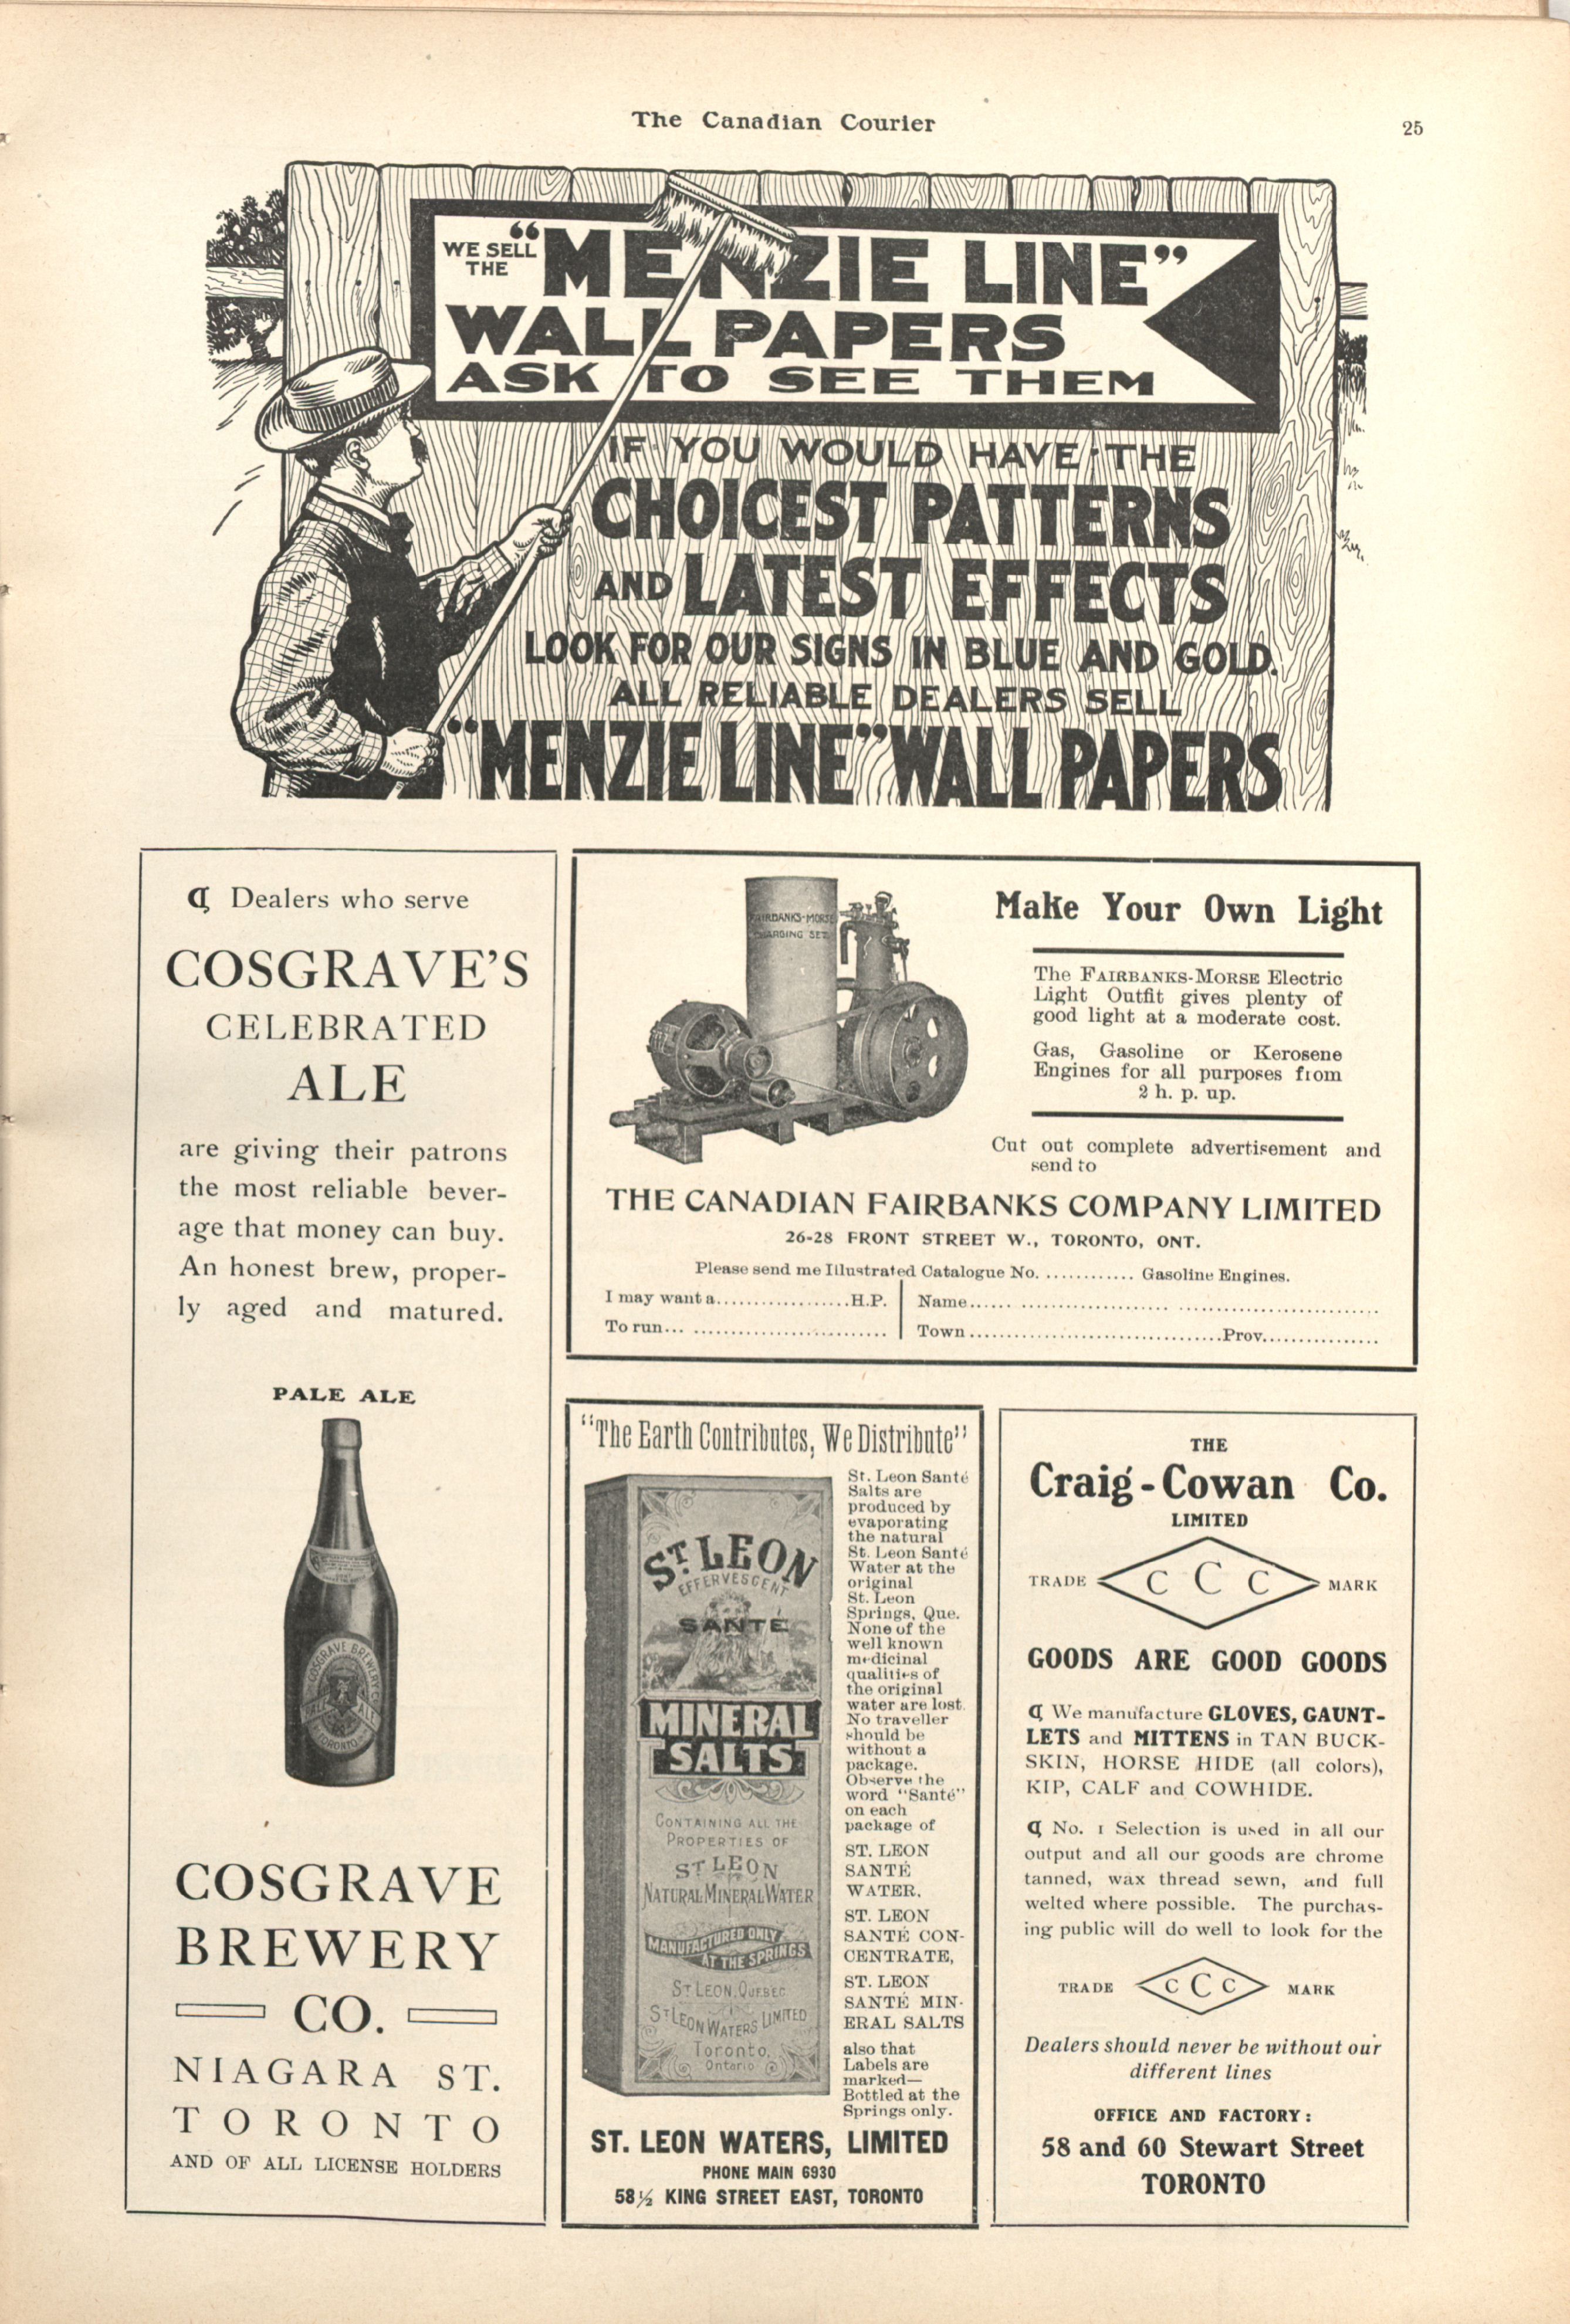 The Canadian Courier
25
WE SELL THE "MENZIE LINE"
WALL PAPERS
ASK TO SEE THEM
IF YOU WOULD HAVE THE
CHOICEST PATTERNS
AND LATEST EFFECTS
LOOK FOR OUR SIGNS IN BLUE AND GOLD.
ALL RELIABLE DEALERS SELL
"MENZIE LINE" WALL PAPERS
¶ Dealers who serve
COSGRAVE'S
CELEBRATED
ALE
are giving their patrons
the most reliable bever-
age that money can buy.
An honest brew, proper-
ly aged and matured.
PALE ALE
COSGRAVE BREWERY CO.
PALE ALE
TORONTO
COSGRAVE
BREWERY
CO.
NIAGARA ST.
TORONTO
AND OF ALL LICENSE HOLDERS
FAIRBANKS-MORSE
CHARGING SET
Make Your Own Light
The FAIRBANKS-MORSE Electric
Light Outfit gives plenty of
good light at a moderate cost.
Gas, Gasoline or Kerosene
Engines for all purposes from
2 h. p. up.
Cut out complete advertisement and
send to
THE CANADIAN FAIRBANKS COMPANY LIMITED
26-28 FRONT STREET W., TORONTO, ONT.
Please send me Illustrated Catalogue No. ............ Gasoline Engines.
I may want a...................H.P.
To run... ............................
Name...... ..................... .............................
Town....................................Prov.................
"The Earth Contributes, We Distribute"
ST. LEON
EFFERVESCENT
SANTÉ
MINERAL
SALTS
CONTAINING ALL THE
PROPERTIES OF
ST LEON
NATURAL MINERAL WATER
MANUFACTURED ONLY
AT THE SPRINGS
ST LEON, QUEBEC
ST LEON WATERS LIMITED
Toronto,
Ontario
St. Leon Santé
Salts are
produced by
evaporating
the natural
St. Leon Santé
Water at the
original
St. Leon
Springs, Que.
None of the
well known
medicinal
qualities of
the original
water are lost.
No traveller
should be
without a
package.
Observe the
word "Santé"
on each
package of
ST. LEON
SANTÉ
WATER,
ST. LEON
SANTÉ CON-
CENTRATE,
ST. LEON
SANTÉ MIN-
ERAL SALTS
also that
Labels are
marked—
Bottled at the
Springs only.
ST. LEON WATERS, LIMITED
PHONE MAIN 6930
58½ KING STREET EAST, TORONTO
THE
Craig-Cowan Co.
LIMITED
TRADE C C C MARK
GOODS ARE GOOD GOODS
¶ We manufacture GLOVES, GAUNT-
LETS and MITTENS in TAN BUCK-
SKIN, HORSE HIDE (all colors),
KIP, CALF and COWHIDE.
¶ No. 1 Selection is used in all our
output and all our goods are chrome
tanned, wax thread sewn, and full
welted where possible. The purchas-
ing public will do well to look for the
TRADE C C C MARK
Dealers should never be without our
different lines
OFFICE AND FACTORY:
58 and 60 Stewart Street
TORONTO